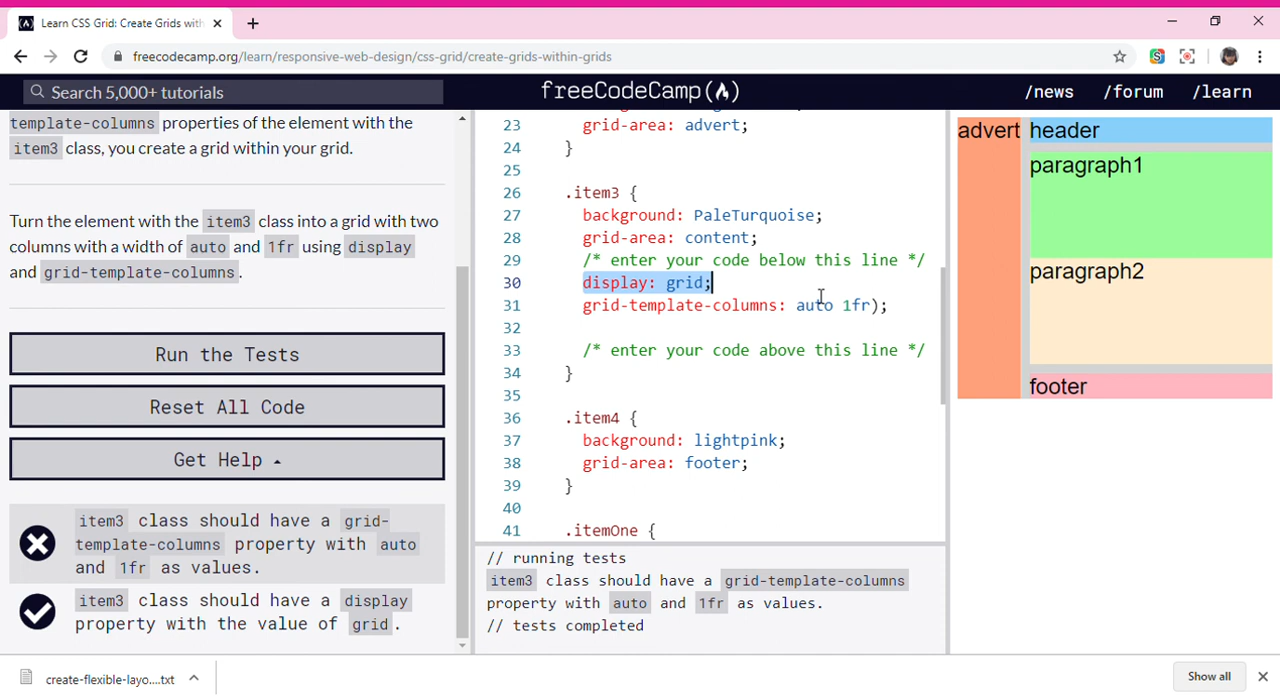 Learn CSS Grid: Create Grids with
freecodecamp.org/learn/responsive-web-design/css-grid/create-grids-within-grids
Search 5,000+ tutorials
freeCodeCamp
/news /forum /learn
template-columns properties of the element with the
item3 class, you create a grid within your grid.
Turn the element with the item3 class into a grid with two
columns with a width of auto and 1fr using display
and grid-template-columns.
Run the Tests
Reset All Code
Get Help
item3 class should have a grid-
template-columns property with auto
and 1fr as values.
item3 class should have a display
property with the value of grid.
23 grid-area: advert;
24 }
25
26 .item3 {
27 background: PaleTurquoise;
28 grid-area: content;
29 /* enter your code below this line */
30 display: grid;
31 grid-template-columns: auto 1fr);
32
33 /* enter your code above this line */
34 }
35
36 .item4 {
37 background: lightpink;
38 grid-area: footer;
39 }
40
41 .itemOne {
// running tests
item3 class should have a grid-template-columns
property with auto and 1fr as values.
// tests completed
advert
header
paragraph1
paragraph2
footer
create-flexible-layo....txt
Show all